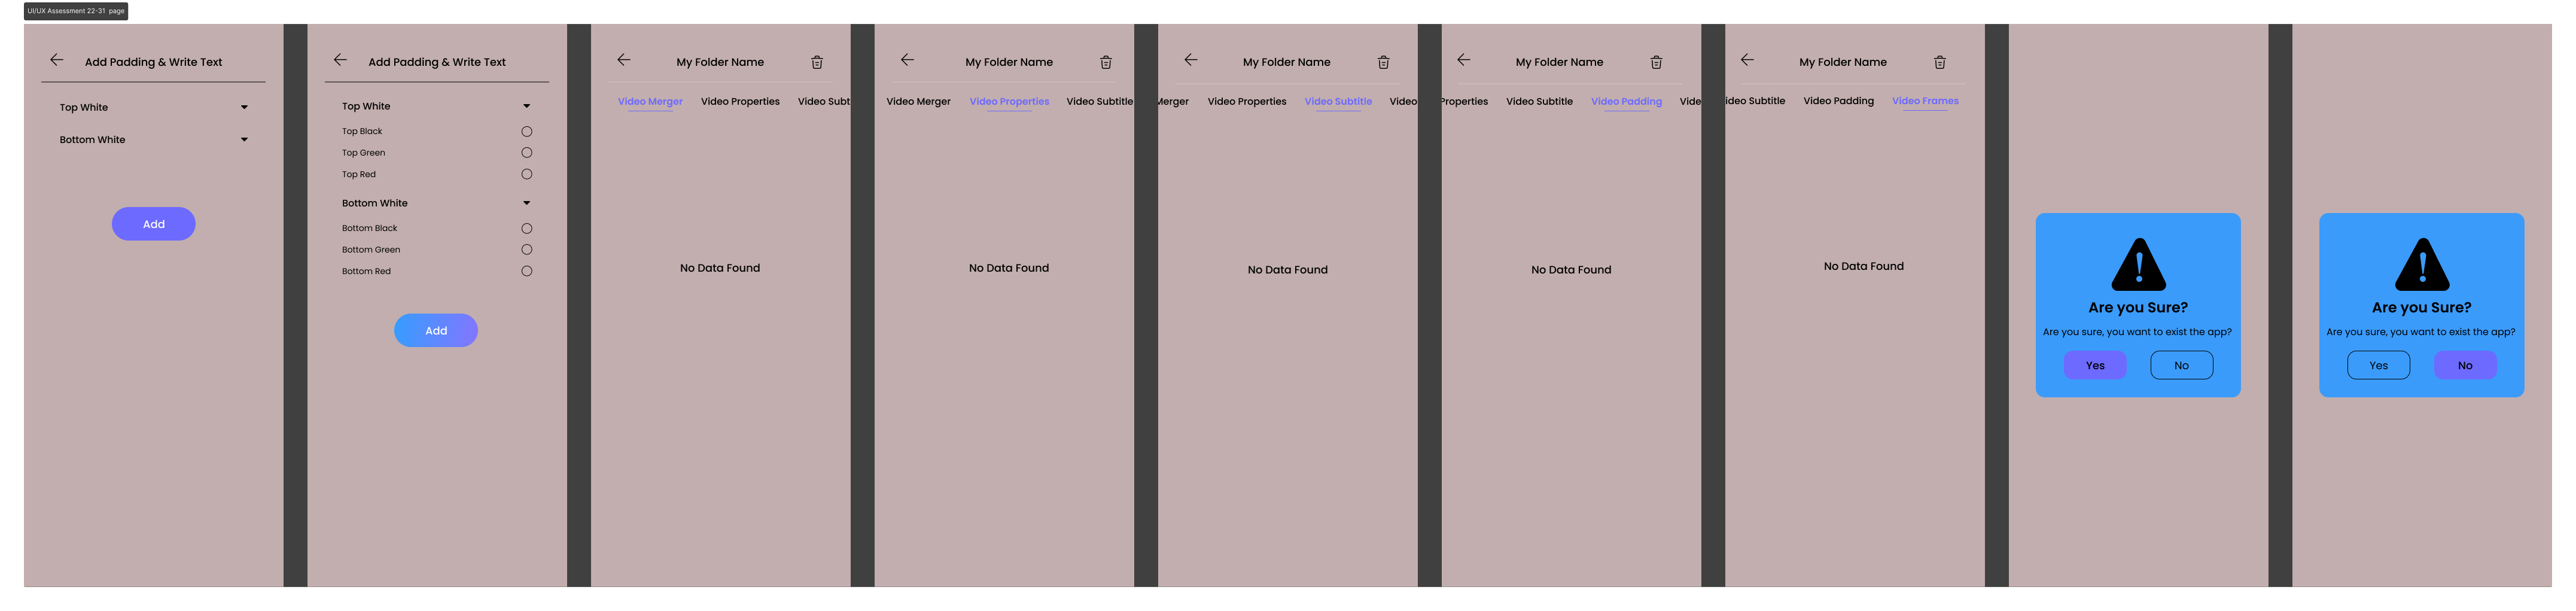 UI/UX Assessment 22-31 page
Add Padding & Write Text
Top White
Bottom White
Add
Add Padding & Write Text
Top White
Top Black
Top Green
Top Red
Bottom White
Bottom Black
Bottom Green
Bottom Red
Add
My Folder Name
Video Merger Video Properties Video Subt
No Data Found
My Folder Name
Video Merger Video Properties Video Subtitle
No Data Found
My Folder Name
Merger Video Properties Video Subtitle Video
No Data Found
My Folder Name
Properties Video Subtitle Video Padding Vide
No Data Found
My Folder Name
ideo Subtitle Video Padding Video Frames
No Data Found
Are you Sure?
Are you sure, you want to exist the app?
Yes No
Are you Sure?
Are you sure, you want to exist the app?
Yes No